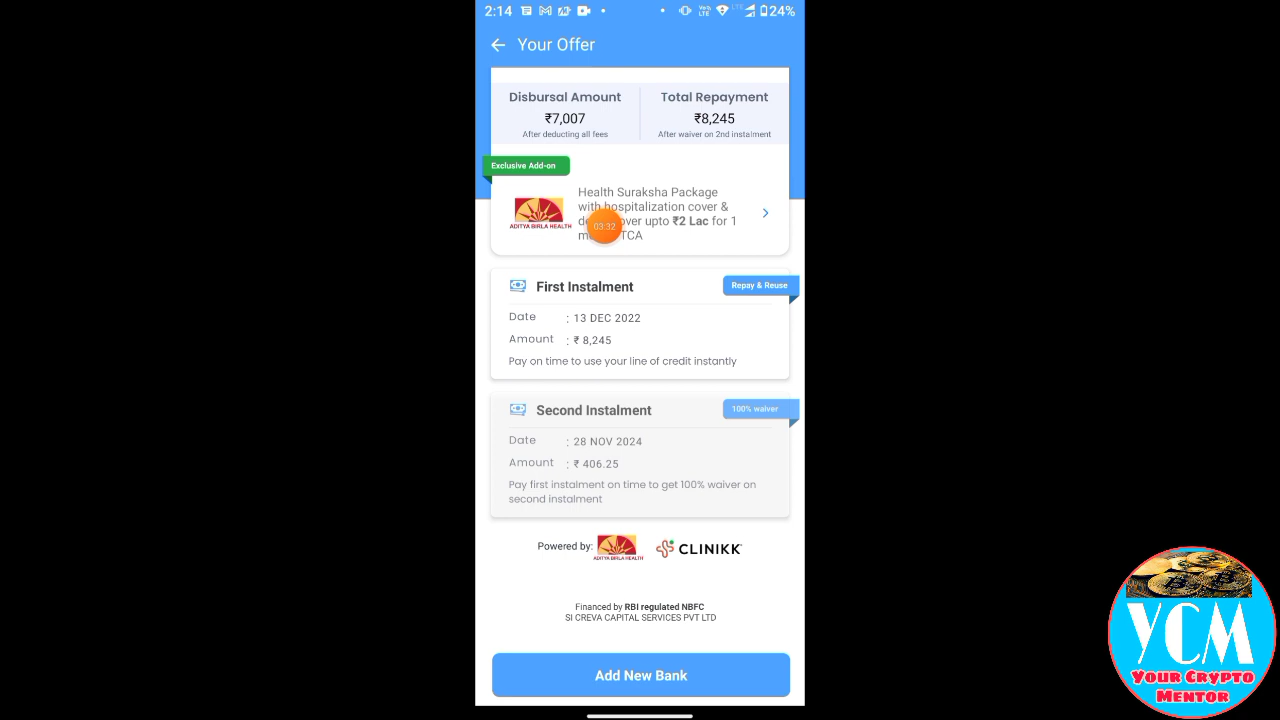 2:14
24%
Your Offer
Disbursal Amount
₹7,007
After deducting all fees
Total Repayment
₹8,245
After waiver on 2nd instalment
Exclusive Add-on
ADITYA BIRLA HEALTH
Health Suraksha Package
with hospitalization cover &
over upto ₹2 Lac for 1
TCA
03:32
First Instalment
Repay & Reuse
Date : 13 DEC 2022
Amount : ₹ 8,245
Pay on time to use your line of credit instantly
Second Instalment
100% waiver
Date : 28 NOV 2024
Amount : ₹ 406.25
Pay first instalment on time to get 100% waiver on
second instalment
Powered by: ADITYA BIRLA HEALTH CLINIKK
Financed by RBI regulated NBFC
SI CREVA CAPITAL SERVICES PVT LTD
Add New Bank
YCM
Your Crypto
Mentor